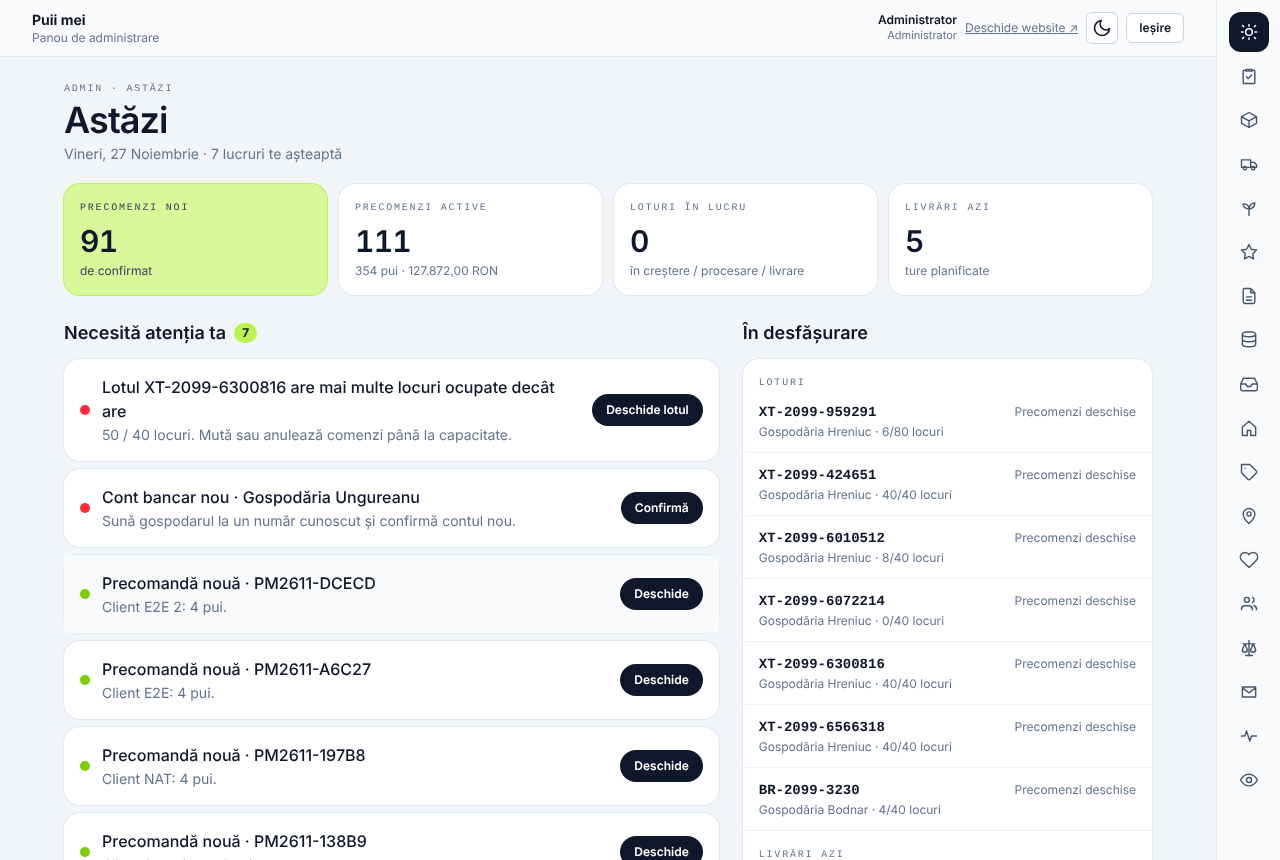 Puii mei
Panou de administrare
Administrator
Administrator
Deschide website ↗
Ieșire
ADMIN · ASTĂZI
Astăzi
Vineri, 27 Noiembrie · 7 lucruri te așteaptă
PRECOMENZI NOI
91
de confirmat
PRECOMENZI ACTIVE
111
354 pui · 127.872,00 RON
LOTURI ÎN LUCRU
0
în creștere / procesare / livrare
LIVRĂRI AZI
5
ture planificate
Necesită atenția ta 7
Lotul XT-2099-6300816 are mai multe locuri ocupate decât
are
50 / 40 locuri. Mută sau anulează comenzi până la capacitate.
Deschide lotul
Cont bancar nou · Gospodăria Ungureanu
Sună gospodarul la un număr cunoscut și confirmă contul nou.
Confirmă
Precomandă nouă · PM2611-DCECD
Client E2E 2: 4 pui.
Deschide
Precomandă nouă · PM2611-A6C27
Client E2E: 4 pui.
Deschide
Precomandă nouă · PM2611-197B8
Client NAT: 4 pui.
Deschide
Precomandă nouă · PM2611-138B9
Deschide
În desfășurare
LOTURI
XT-2099-959291
Precomenzi deschise
Gospodăria Hreniuc · 6/80 locuri
XT-2099-424651
Precomenzi deschise
Gospodăria Hreniuc · 40/40 locuri
XT-2099-6010512
Precomenzi deschise
Gospodăria Hreniuc · 8/40 locuri
XT-2099-6072214
Precomenzi deschise
Gospodăria Hreniuc · 0/40 locuri
XT-2099-6300816
Precomenzi deschise
Gospodăria Hreniuc · 40/40 locuri
XT-2099-6566318
Precomenzi deschise
Gospodăria Hreniuc · 40/40 locuri
BR-2099-3230
Precomenzi deschise
Gospodăria Bodnar · 4/40 locuri
LIVRĂRI AZI